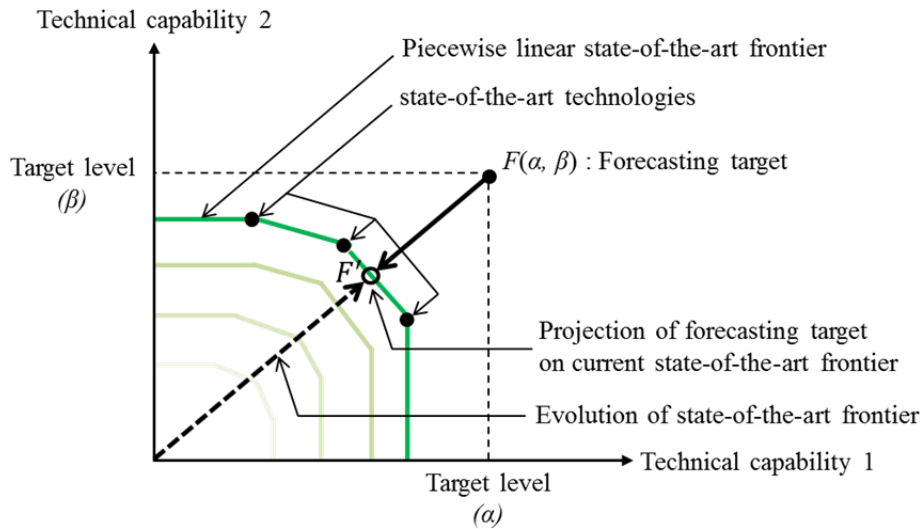 Technical capability 2
Piecewise linear state-of-the-art frontier
state-of-the-art technologies
Target level
(β)
F(α, β) : Forecasting target
F'
Projection of forecasting target
on current state-of-the-art frontier
Evolution of state-of-the-art frontier
Technical capability 1
Target level
(α)